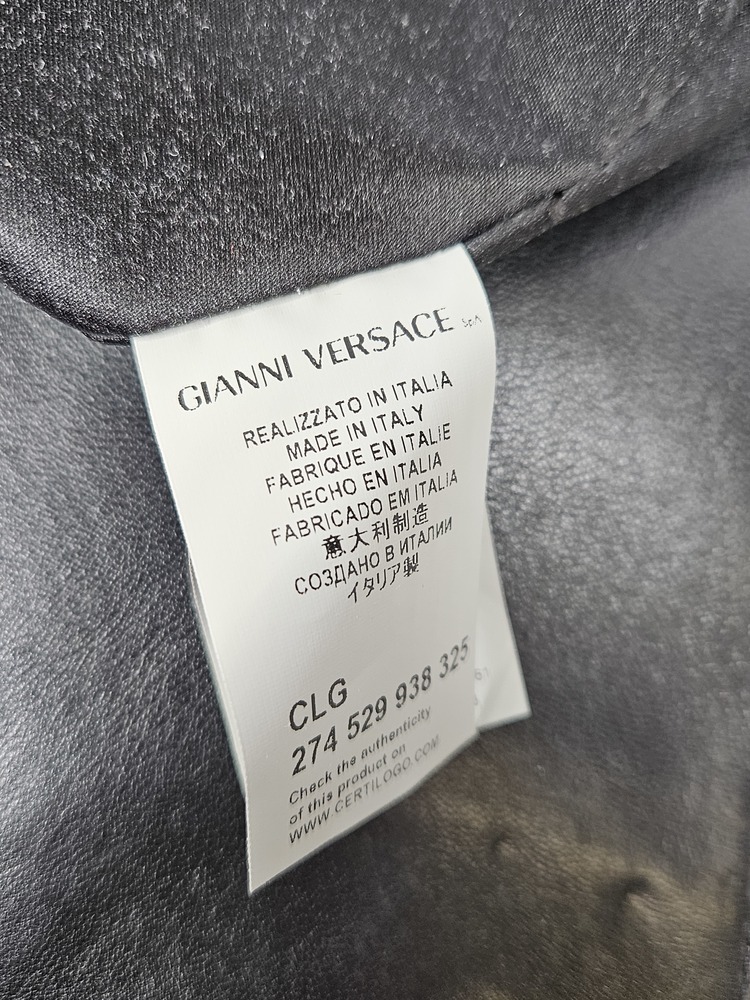 GIANNI VERSACE SpA
REALIZZATO IN ITALIA
MADE IN ITALY
FABRIQUE EN ITALIE
HECHO EN ITALIA
FABRICADO EM ITALIA
意大利制造
СОЗДАНО В ИТАЛИИ
イタリア製
CLG
274 529 938 325
Check the authenticity
of this product on
WWW.CERTILOGO.COM